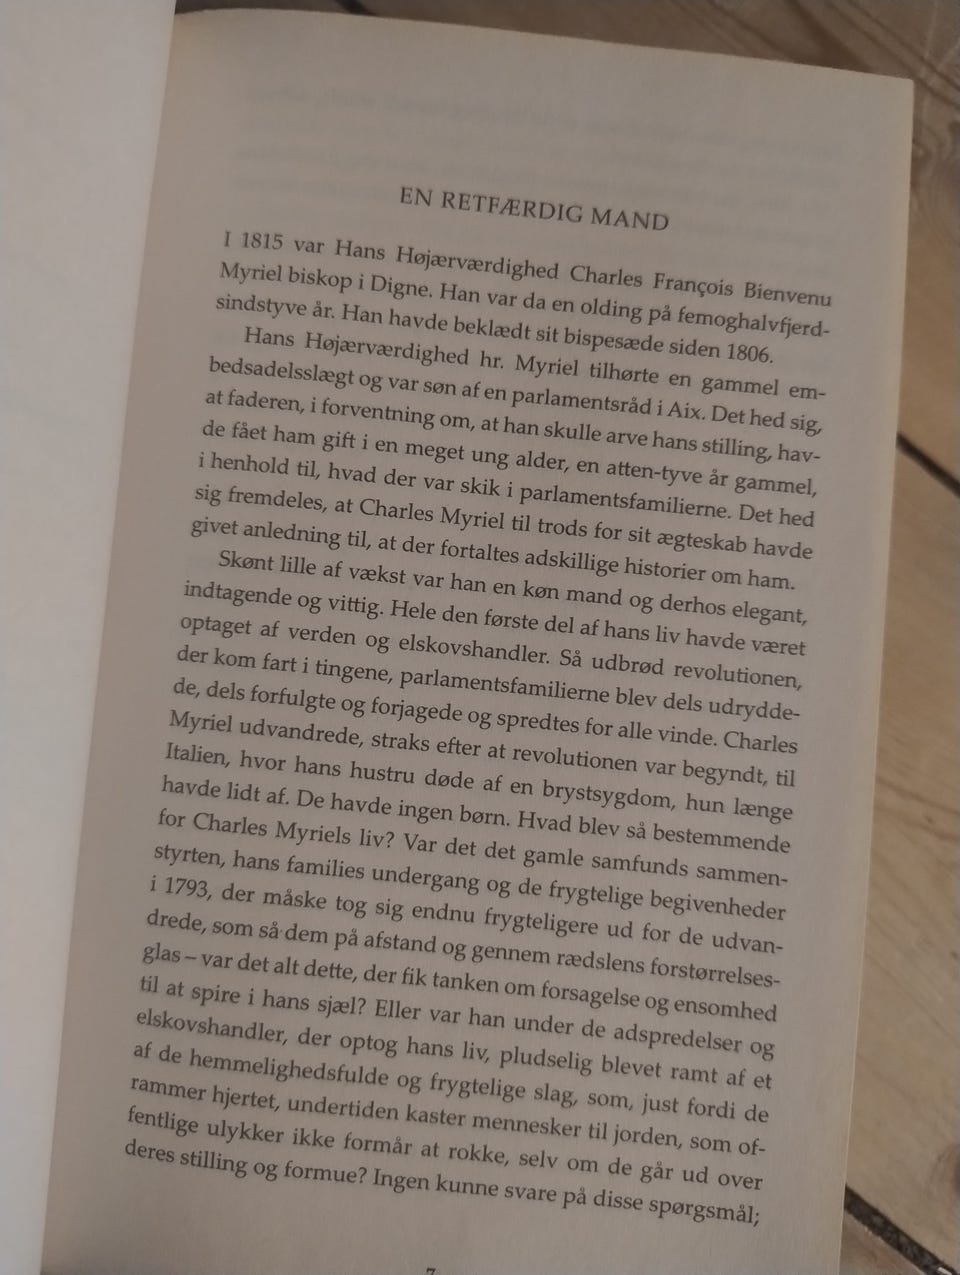 EN RETFÆRDIG MAND
I 1815 var Hans Højærværdighed Charles François Bienvenu
Myriel biskop i Digne. Han var da en olding på femoghalvfjerd-
sindstyve år. Han havde beklædt sit bispesæde siden 1806.
Hans Højærværdighed hr. Myriel tilhørte en gammel em-
bedsadelsslægt og var søn af en parlamentsråd i Aix. Det hed sig,
at faderen, i forventning om, at han skulle arve hans stilling, hav-
de fået ham gift i en meget ung alder, en atten-tyve år gammel,
i henhold til, hvad der var skik i parlamentsfamilierne. Det hed
sig fremdeles, at Charles Myriel til trods for sit ægteskab havde
givet anledning til, at der fortaltes adskillige historier om ham.
Skønt lille af vækst var han en køn mand og derhos elegant,
indtagende og vittig. Hele den første del af hans liv havde været
optaget af verden og elskovshandler. Så udbrød revolutionen,
der kom fart i tingene, parlamentsfamilierne blev dels udrydde-
de, dels forfulgte og forjagede og spredtes for alle vinde. Charles
Myriel udvandrede, straks efter at revolutionen var begyndt, til
Italien, hvor hans hustru døde af en brystsygdom, hun længe
havde lidt af. De havde ingen børn. Hvad blev så bestemmende
for Charles Myriels liv? Var det det gamle samfunds sammen-
styrten, hans families undergang og de frygtelige begivenheder
i 1793, der måske tog sig endnu frygteligere ud for de udvan-
drede, som så dem på afstand og gennem rædslens forstørrelses-
glas – var det alt dette, der fik tanken om forsagelse og ensomhed
til at spire i hans sjæl? Eller var han under de adspredelser og
elskovshandler, der optog hans liv, pludselig blevet ramt af et
af de hemmelighedsfulde og frygtelige slag, som, just fordi de
rammer hjertet, undertiden kaster mennesker til jorden, som of-
fentlige ulykker ikke formår at rokke, selv om de går ud over
deres stilling og formue? Ingen kunne svare på disse spørgsmål;
7